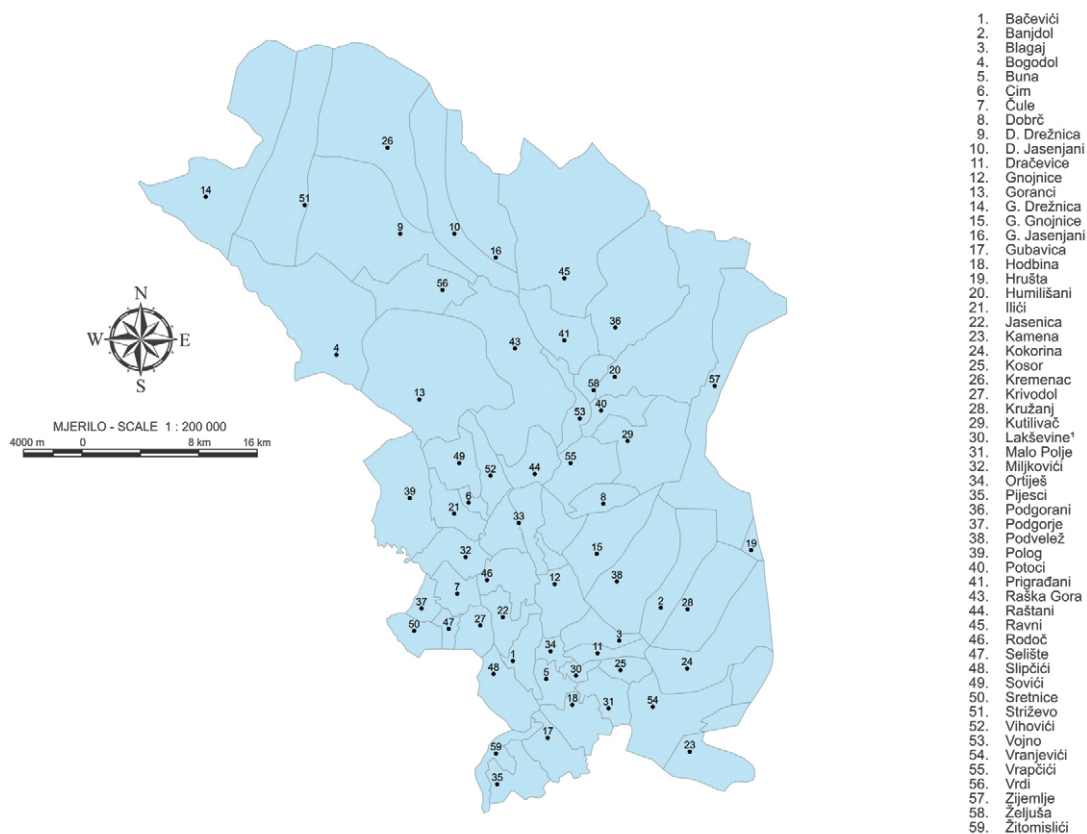 1. Bačevići
2. Banjdol
3. Blagaj
4. Bogodol
5. Buna
6. Cim
7. Čule
8. Dobrč
9. D. Drežnica
10. D. Jasenjani
11. Dračevice
12. Gnojnice
13. Goranci
14. G. Drežnica
15. G. Gnojnice
16. G. Jasenjani
17. Gubavica
18. Hodbina
19. Hrušta
20. Humilišani
21. Ilići
22. Jasenica
23. Kamena
24. Kokorina
25. Kosor
26. Kremenac
27. Krivodol
28. Kružanj
29. Kutilivač
30. Lakševine¹
31. Malo Polje
32. Miljkovići
34. Ortiješ
35. Pijesci
36. Podgorani
37. Podgorje
38. Podvelež
39. Polog
40. Potoci
41. Prigrađani
43. Raška Gora
44. Raštani
45. Ravni
46. Rodoč
47. Selište
48. Slipčići
49. Sovići
50. Sretnice
51. Striževo
52. Vihovići
53. Vojno
54. Vranjevići
55. Vrapčići
56. Vrdi
57. Zijemlje
58. Željuša
59. Žitomislići
26
14
51
9
10
16
45
56
36
41
43
4
20
57
58
13
40
53
29
49
55
52
44
39
6
8
21
33
19
32
15
46
38
12
7
2
28
37
22
50
47
27
3
34
11
1
24
25
48
5
30
18
31
54
17
59
23
35
N
W E
S
MJERILO - SCALE 1 : 200 000
4000 m 0 8 km 16 km